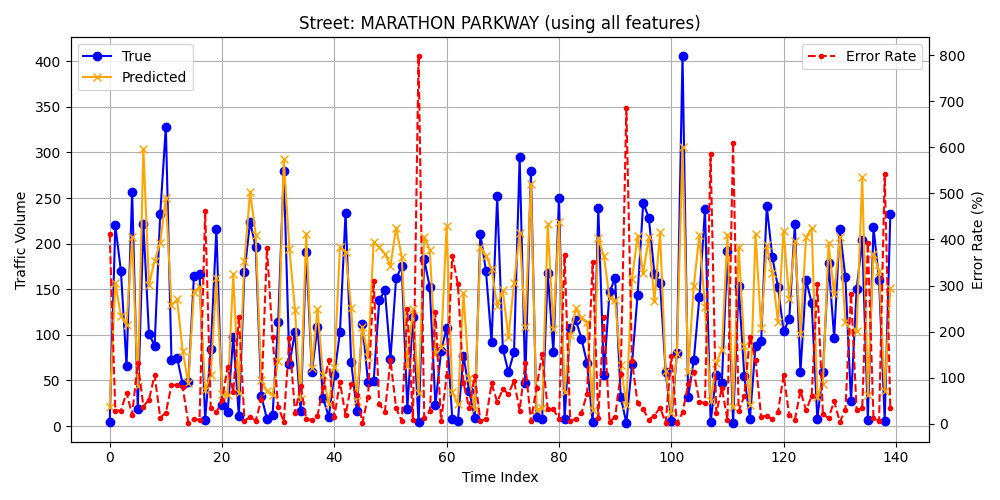 Street: MARATHON PARKWAY (using all features)
True
Predicted
Error Rate
Traffic Volume
400
350
300
250
200
150
100
50
0
800
700
600
500
400
300
200
100
0
Error Rate (%)
0 20 40 60 80 100 120 140
Time Index